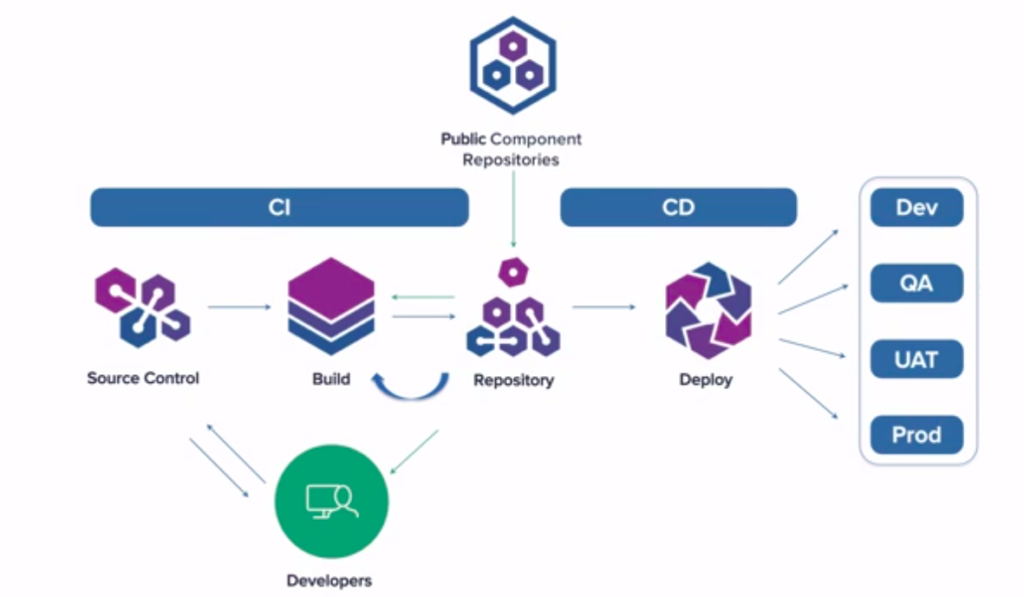 Public Component
Repositories
CI
CD
Dev
QA
UAT
Prod
Source Control
Build
Repository
Deploy
Developers